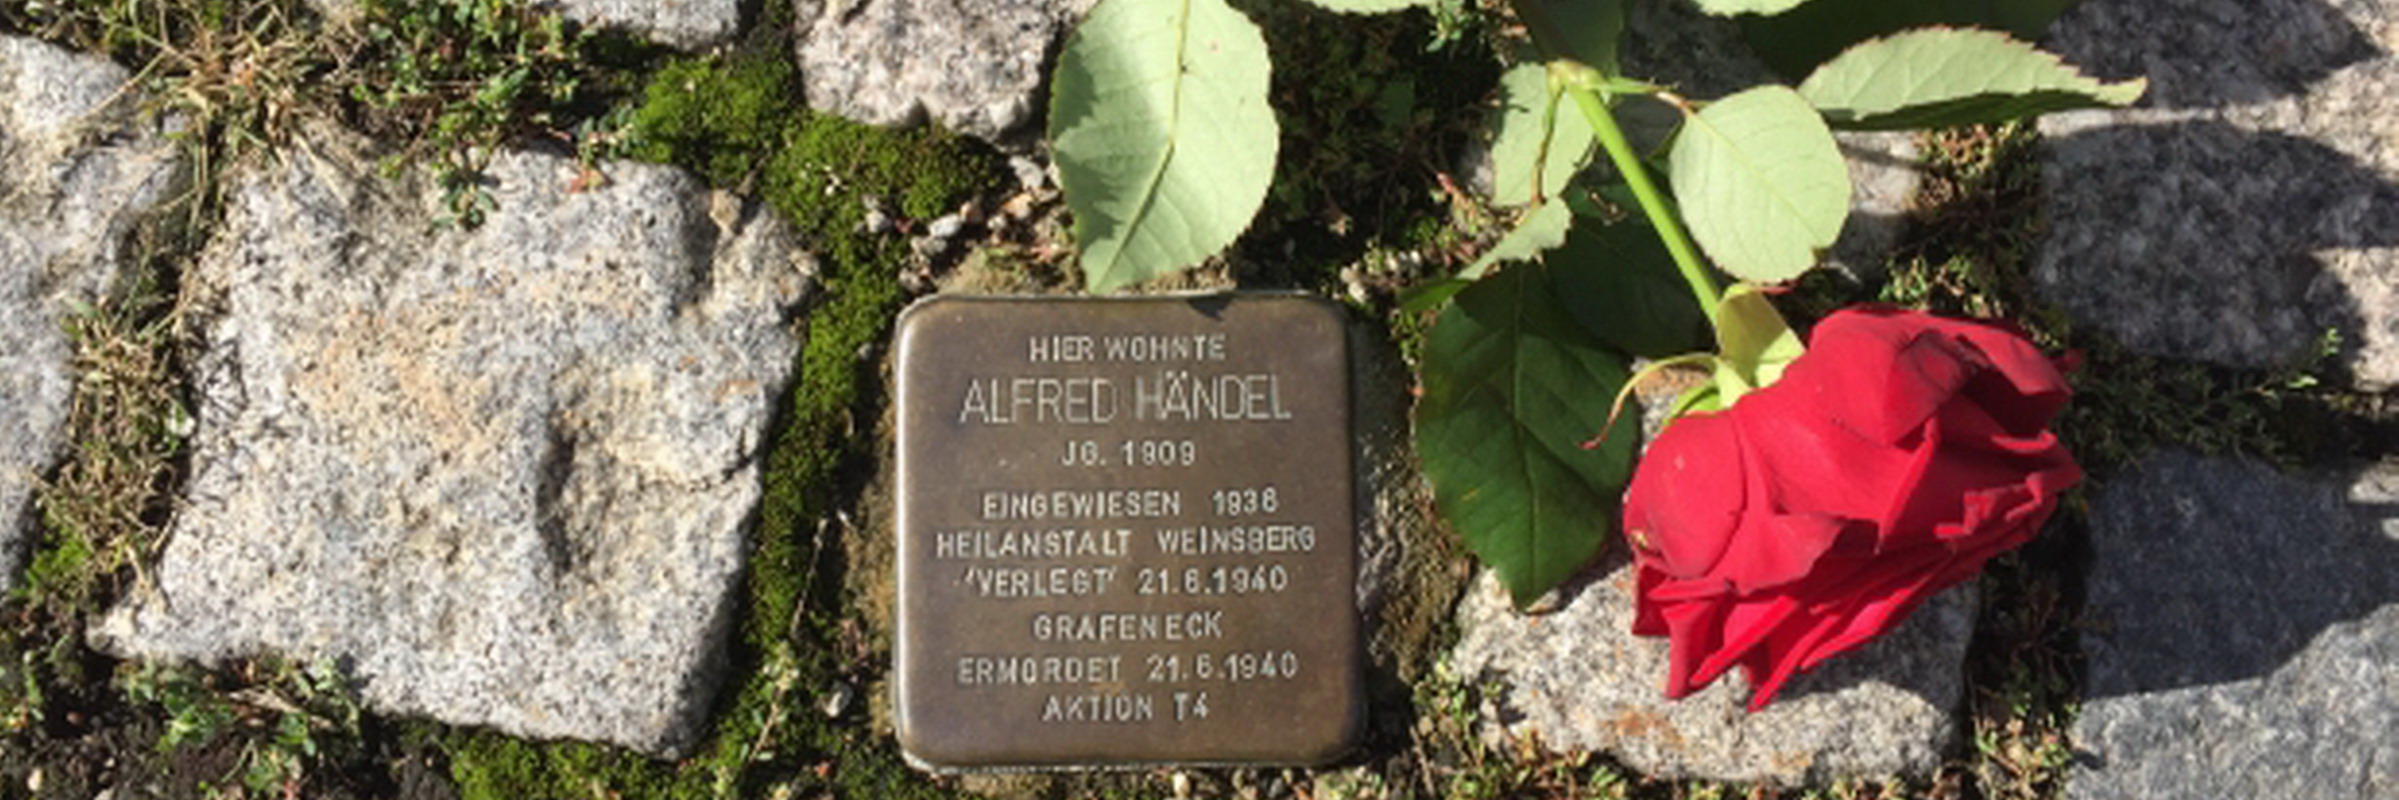 HIER WOHNTE
ALFRED HÄNDEL
JG. 1909
EINGEWIESEN 1936
HEILANSTALT WEINSBERG
"VERLEGT" 21.6.1940
GRAFENECK
ERMORDET 21.6.1940
AKTION T4